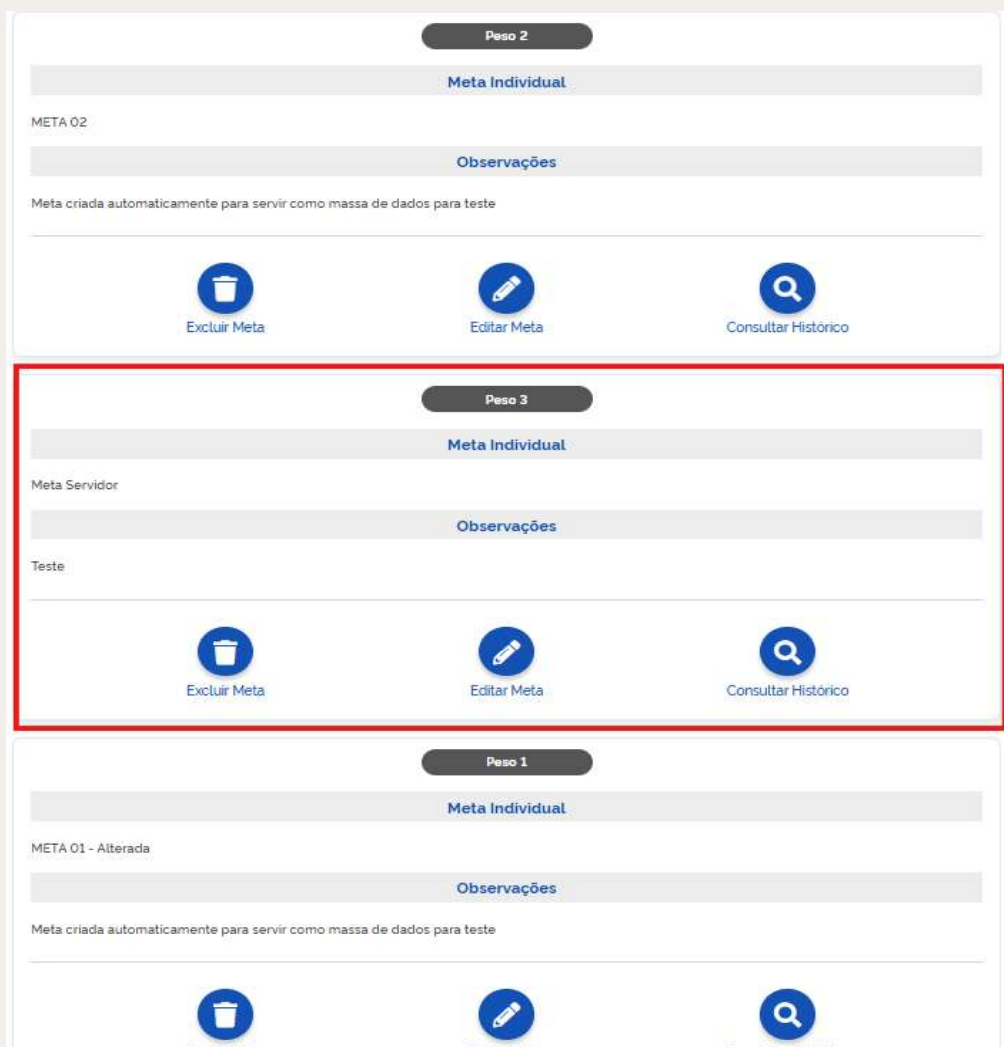 Peso 2
Meta Individual
META 02
Observações
Meta criada automaticamente para servir como massa de dados para teste
Excluir Meta Editar Meta Consultar Histórico
Peso 3
Meta Individual
Meta Servidor
Observações
Teste
Excluir Meta Editar Meta Consultar Histórico
Peso 1
Meta Individual
META 01 - Alterada
Observações
Meta criada automaticamente para servir como massa de dados para teste